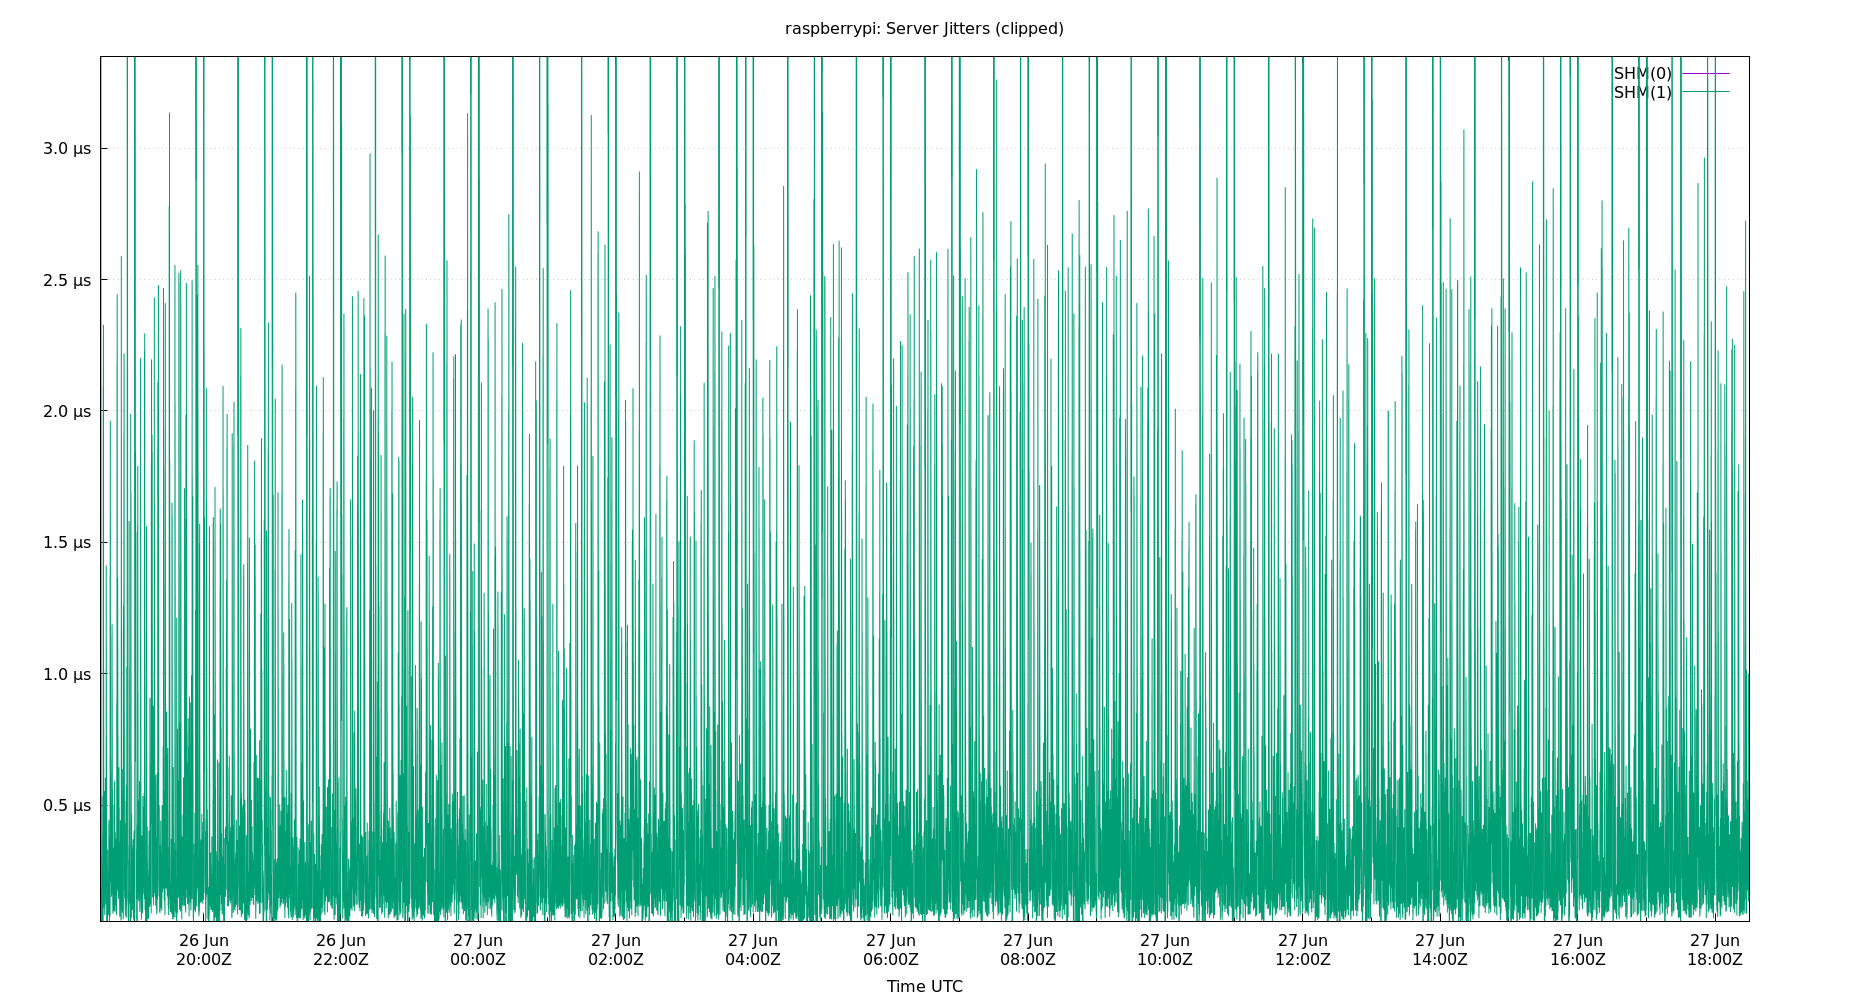 raspberrypi: Server Jitters (clipped)
SHM(0)
SHM(1)
3.0 µs
2.5 µs
2.0 µs
1.5 µs
1.0 µs
0.5 µs
26 Jun 26 Jun 27 Jun 27 Jun 27 Jun 27 Jun 27 Jun 27 Jun 27 Jun 27 Jun 27 Jun 27 Jun
20:00Z 22:00Z 00:00Z 02:00Z 04:00Z 06:00Z 08:00Z 10:00Z 12:00Z 14:00Z 16:00Z 18:00Z
Time UTC